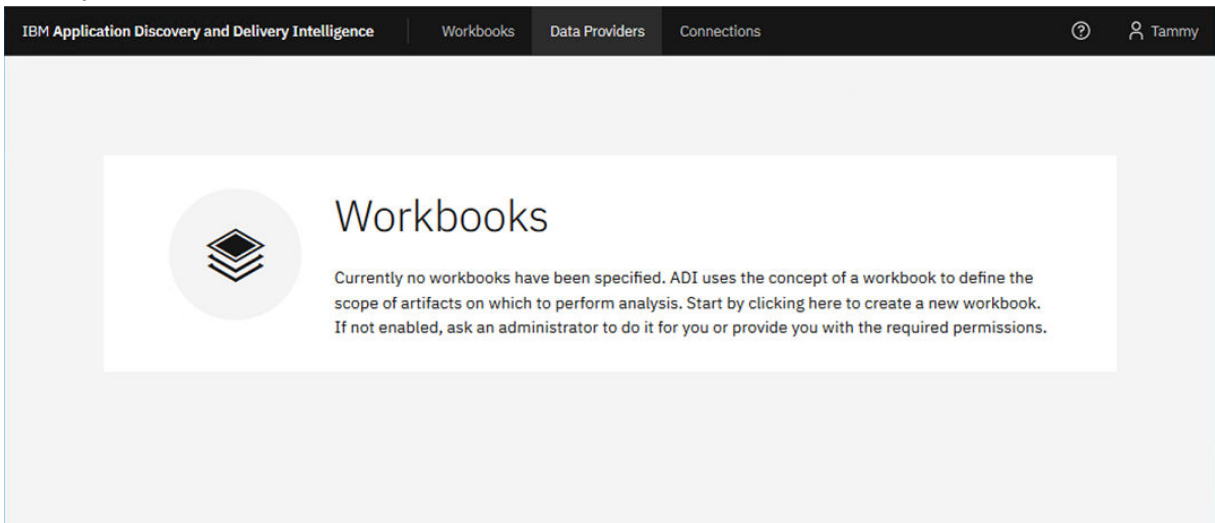 IBM Application Discovery and Delivery Intelligence Workbooks Data Providers Connections Tammy
Workbooks
Currently no workbooks have been specified. ADI uses the concept of a workbook to define the
scope of artifacts on which to perform analysis. Start by clicking here to create a new workbook.
If not enabled, ask an administrator to do it for you or provide you with the required permissions.